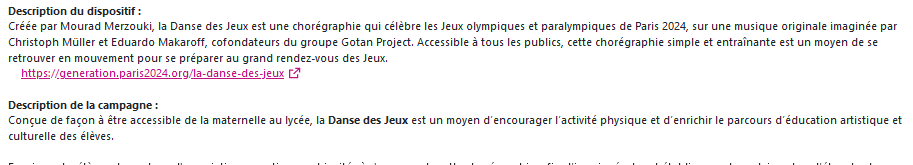 Description du dispositif :
Créée par Mourad Merzouki, la Danse des Jeux est une chorégraphie qui célèbre les Jeux olympiques et paralympiques de Paris 2024, sur une musique originale imaginée par
Christoph Müller et Eduardo Makaroff, cofondateurs du groupe Gotan Project. Accessible à tous les publics, cette chorégraphie simple et entraînante est un moyen de se
retrouver en mouvement pour se préparer au grand rendez-vous des Jeux.
https://generation.paris2024.org/la-danse-des-jeux
Description de la campagne :
Conçue de façon à être accessible de la maternelle au lycée, la Danse des Jeux est un moyen d'encourager l'activité physique et d'enrichir le parcours d'éducation artistique et
culturelle des élèves.